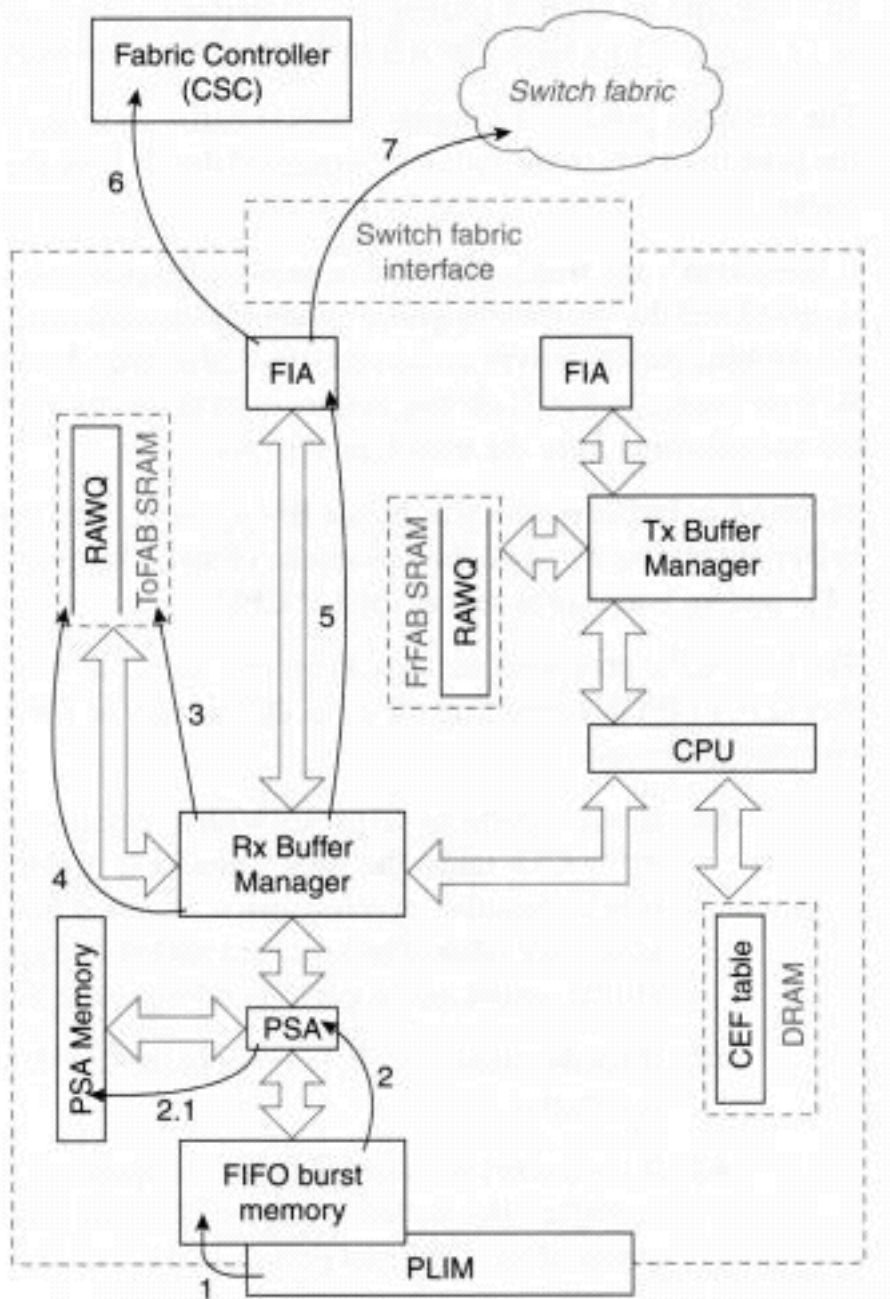 Fabric Controller
(CSC)
Switch fabric
7
6
Switch fabric
interface
FIA
FIA
RAWQ
ToFAB SRAM
FrFAB SRAM
RAWQ
Tx Buffer
Manager
5
3
CPU
Rx Buffer
Manager
4
PSA Memory
PSA
CEF table
DRAM
2
2.1
FIFO burst
memory
PLIM
1